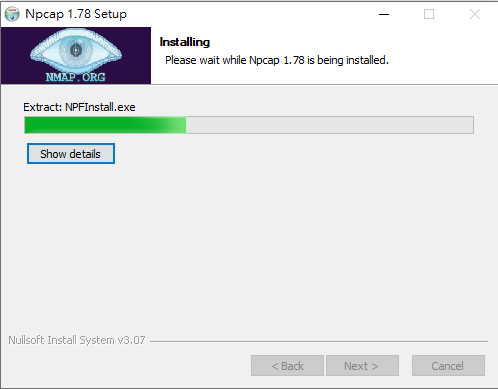 Npcap 1.78 Setup
NMAP.ORG
Installing
Please wait while Npcap 1.78 is being installed.
Extract: NPFInstall.exe
Show details
Nullsoft Install System v3.07
< Back
Next >
Cancel